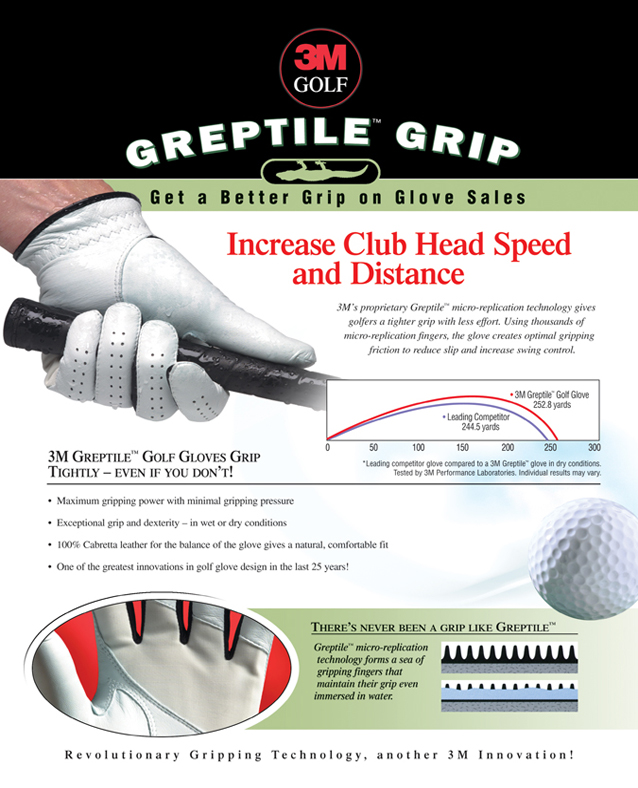 3M
GOLF
GREPTILE™ GRIP
Get a Better Grip on Glove Sales
Increase Club Head Speed
and Distance
3M's proprietary Greptile™ micro-replication technology gives
golfers a tighter grip with less effort. Using thousands of
micro-replication fingers, the glove creates optimal gripping
friction to reduce slip and increase swing control.
• 3M Greptile™ Golf Glove
252.8 yards
• Leading Competitor
244.5 yards
0 50 100 150 200 250 300
*Leading competitor glove compared to a 3M Greptile™ glove in dry conditions.
Tested by 3M Performance Laboratories. Individual results may vary.
3M GREPTILE™ GOLF GLOVES GRIP
TIGHTLY – EVEN IF YOU DON'T!
• Maximum gripping power with minimal gripping pressure
• Exceptional grip and dexterity – in wet or dry conditions
• 100% Cabretta leather for the balance of the glove gives a natural, comfortable fit
• One of the greatest innovations in golf glove design in the last 25 years!
THERE'S NEVER BEEN A GRIP LIKE GREPTILE™
Greptile™ micro-replication
technology forms a sea of
gripping fingers that
maintain their grip even
immersed in water.
Revolutionary Gripping Technology, another 3M Innovation!